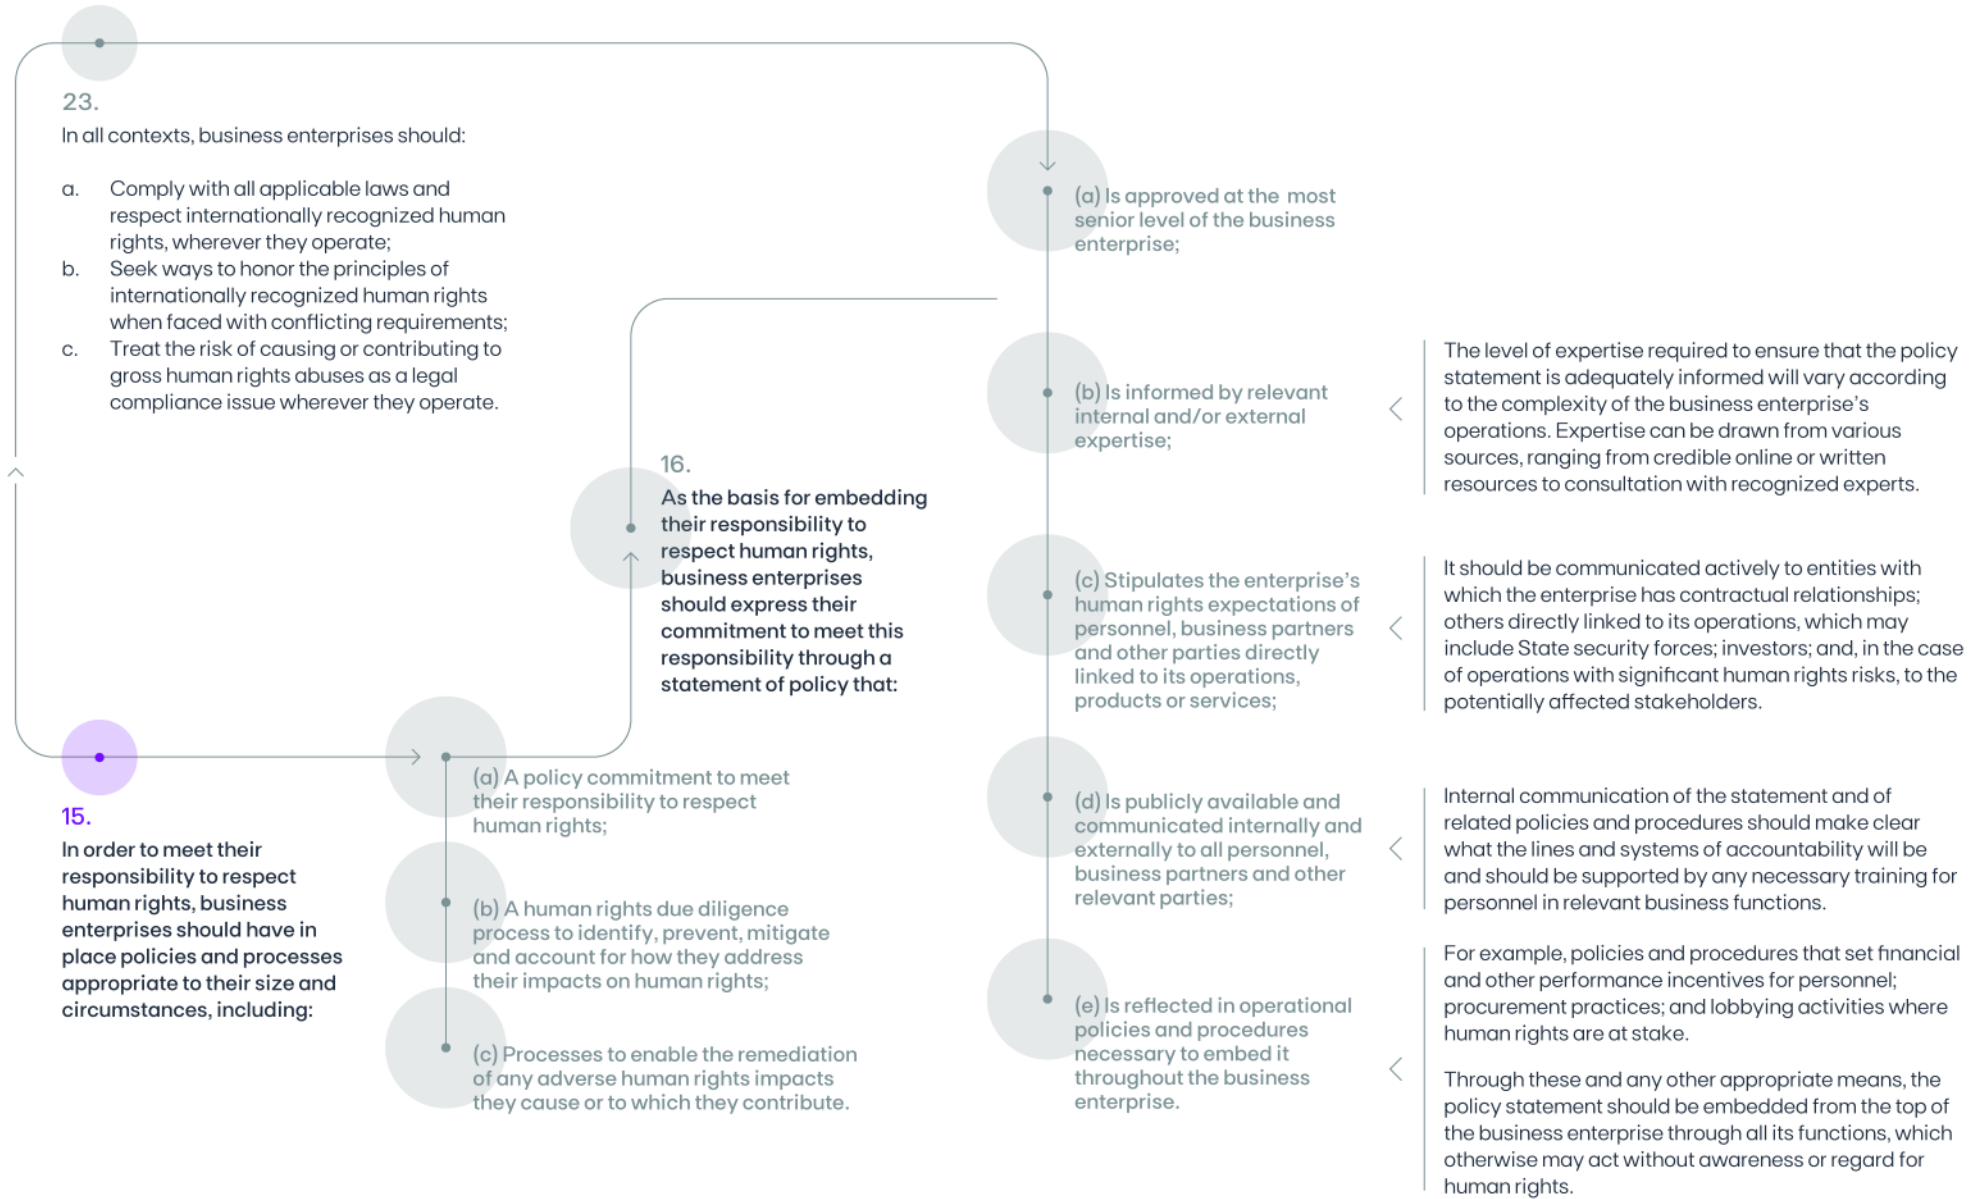 23.
In all contexts, business enterprises should:
a. Comply with all applicable laws and
respect internationally recognized human
rights, wherever they operate;
b. Seek ways to honor the principles of
internationally recognized human rights
when faced with conflicting requirements;
c. Treat the risk of causing or contributing to
gross human rights abuses as a legal
compliance issue wherever they operate.
15.
In order to meet their
responsibility to respect
human rights, business
enterprises should have in
place policies and processes
appropriate to their size and
circumstances, including:
(a) A policy commitment to meet
their responsibility to respect
human rights;
(b) A human rights due diligence
process to identify, prevent, mitigate
and account for how they address
their impacts on human rights;
(c) Processes to enable the remediation
of any adverse human rights impacts
they cause or to which they contribute.
16.
As the basis for embedding
their responsibility to
respect human rights,
business enterprises
should express their
commitment to meet this
responsibility through a
statement of policy that:
(a) Is approved at the most
senior level of the business
enterprise;
(b) Is informed by relevant
internal and/or external
expertise;
The level of expertise required to ensure that the policy
statement is adequately informed will vary according
to the complexity of the business enterprise's
operations. Expertise can be drawn from various
sources, ranging from credible online or written
resources to consultation with recognized experts.
(c) Stipulates the enterprise's
human rights expectations of
personnel, business partners
and other parties directly
linked to its operations,
products or services;
It should be communicated actively to entities with
which the enterprise has contractual relationships;
others directly linked to its operations, which may
include State security forces; investors; and, in the case
of operations with significant human rights risks, to the
potentially affected stakeholders.
(d) Is publicly available and
communicated internally and
externally to all personnel,
business partners and other
relevant parties;
Internal communication of the statement and of
related policies and procedures should make clear
what the lines and systems of accountability will be
and should be supported by any necessary training for
personnel in relevant business functions.
(e) Is reflected in operational
policies and procedures
necessary to embed it
throughout the business
enterprise.
For example, policies and procedures that set financial
and other performance incentives for personnel;
procurement practices; and lobbying activities where
human rights are at stake.
Through these and any other appropriate means, the
policy statement should be embedded from the top of
the business enterprise through all its functions, which
otherwise may act without awareness or regard for
human rights.